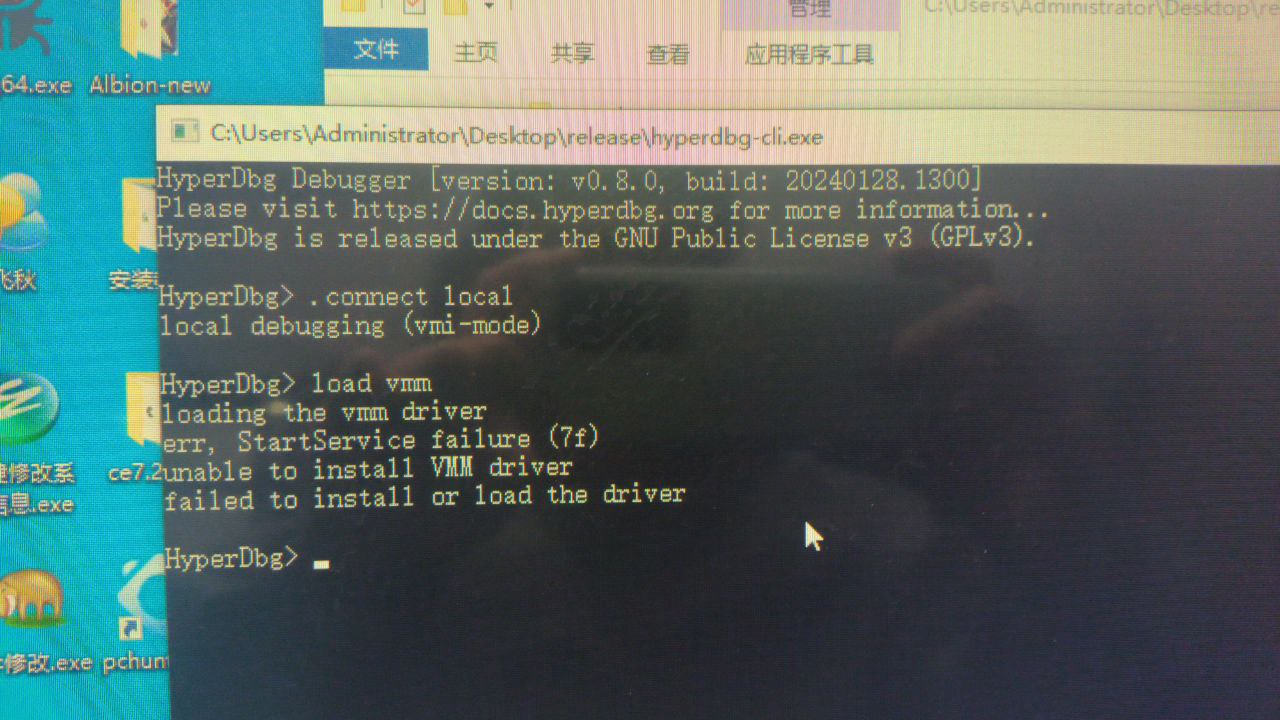 管理
C:\Users\Administrator\Desktop\re
文件 主页 共享 查看 应用程序工具
64.exe Albion-new
C:\Users\Administrator\Desktop\release\hyperdbg-cli.exe
HyperDbg Debugger [version: v0.8.0, build: 20240128.1300]
Please visit https://docs.hyperdbg.org for more information...
HyperDbg is released under the GNU Public License v3 (GPLv3).
飞秋 安装
HyperDbg> .connect local
local debugging (vmi-mode)
HyperDbg> load vmm
loading the vmm driver
err, StartService failure (7f)
unable to install VMM driver
failed to install or load the driver
修改系
信息.exe
ce7.2
HyperDbg>
修改.exe pchun